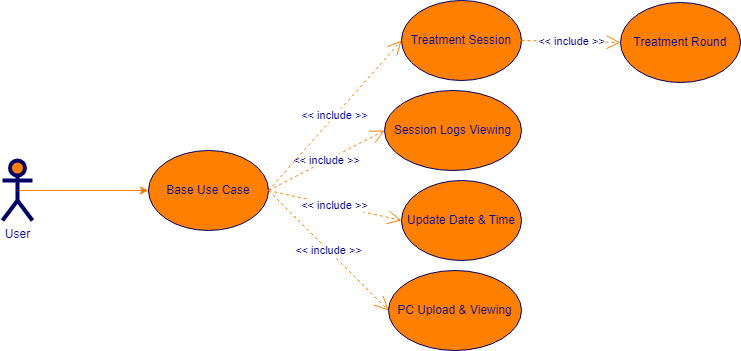 Treatment Session
<< include >>
Treatment Round
<< include >>
Session Logs Viewing
<< include >>
Base Use Case
<< include >>
Update Date & Time
User
<< include >>
PC Upload & Viewing